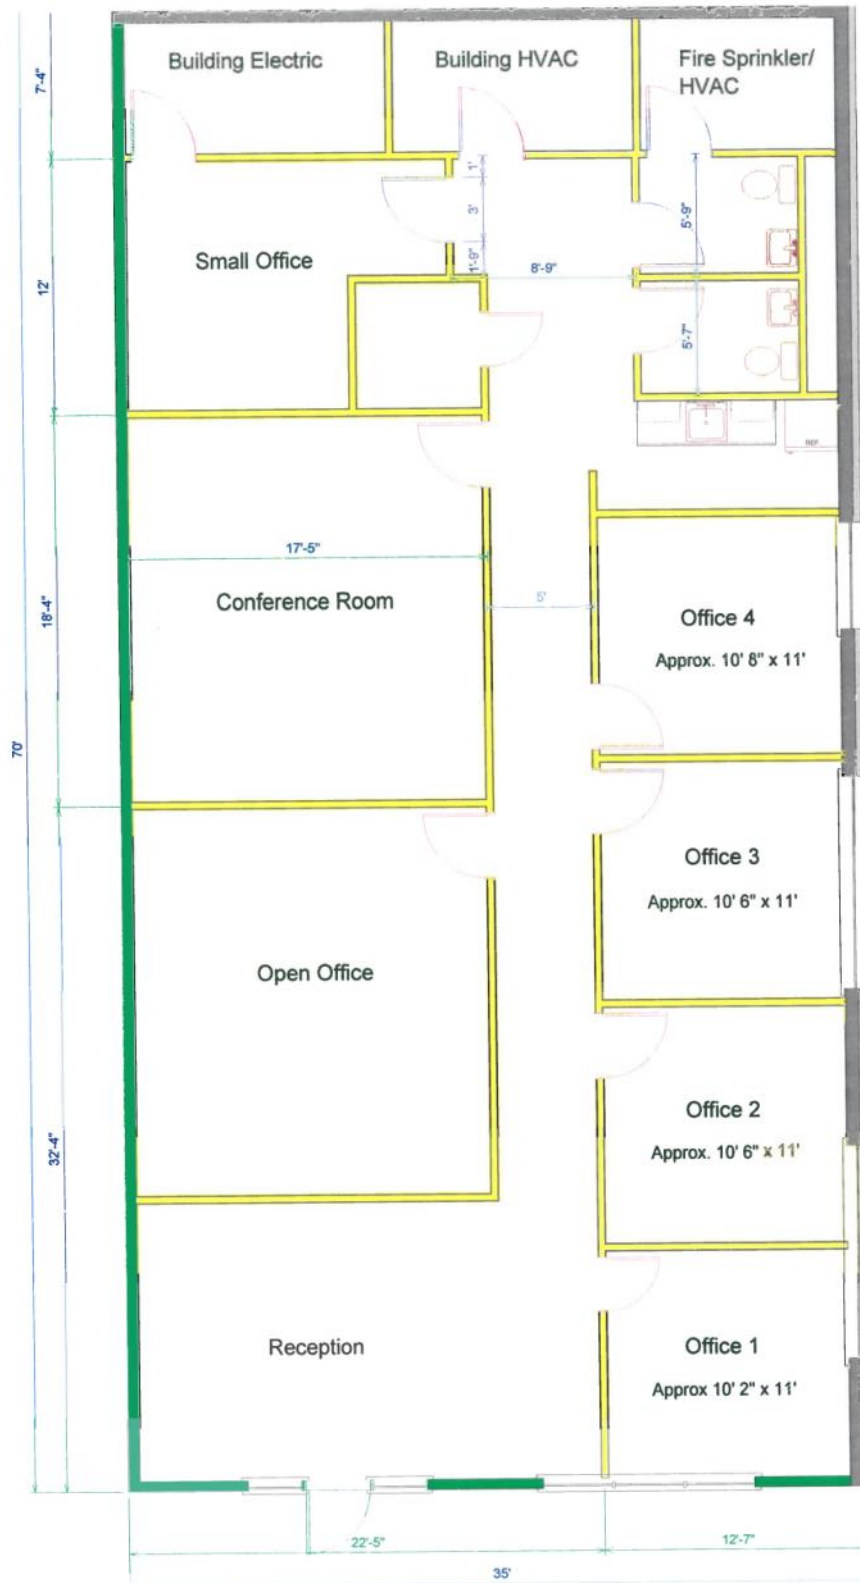 Building Electric
Building HVAC
Fire Sprinkler/
HVAC
7'-4"
1'
3'
1'-9"
8'-9"
5'-9"
5'-7"
Small Office
12'
REF
17'-5"
5'
Conference Room
18'-4"
Office 4
Approx. 10' 8" x 11'
70'
Office 3
Approx. 10' 6" x 11'
Open Office
Office 2
Approx. 10' 6" x 11'
32'-4"
Reception
Office 1
Approx 10' 2" x 11'
22'-5"
12'-7"
35'